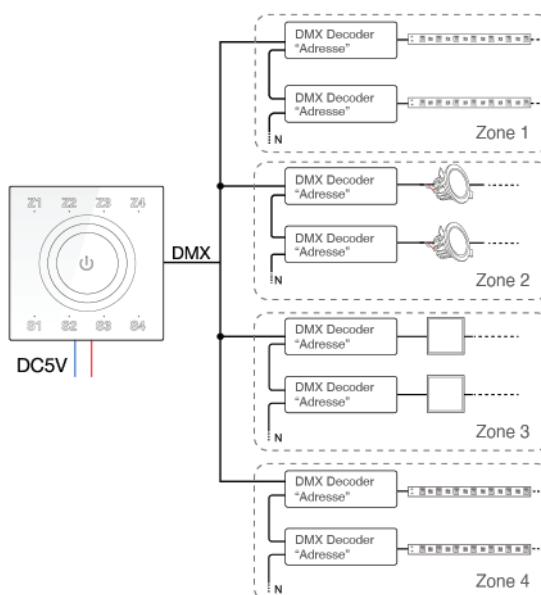 DMX Decoder
"Adresse"
DMX Decoder
"Adresse"
N
Zone 1
DMX Decoder
"Adresse"
DMX Decoder
"Adresse"
N
Zone 2
Z1 Z2 Z3 Z4
DMX
S1 S2 S3 S4
DC5V
DMX Decoder
"Adresse"
DMX Decoder
"Adresse"
N
Zone 3
DMX Decoder
"Adresse"
DMX Decoder
"Adresse"
N
Zone 4